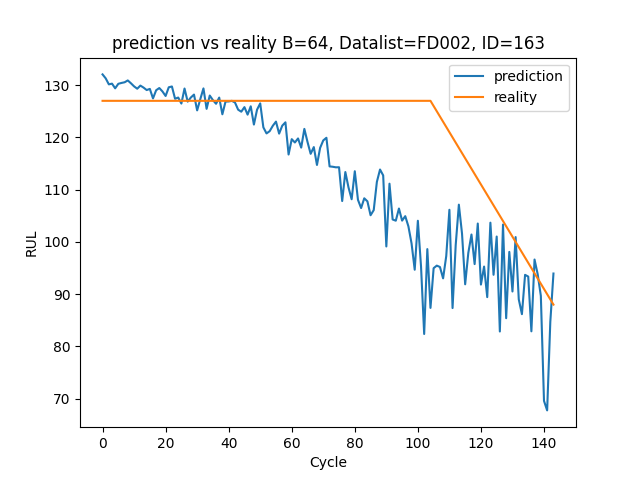 prediction vs reality B=64, Datalist=FD002, ID=163
prediction
reality
RUL
130
120
110
100
90
80
70
0 20 40 60 80 100 120 140
Cycle